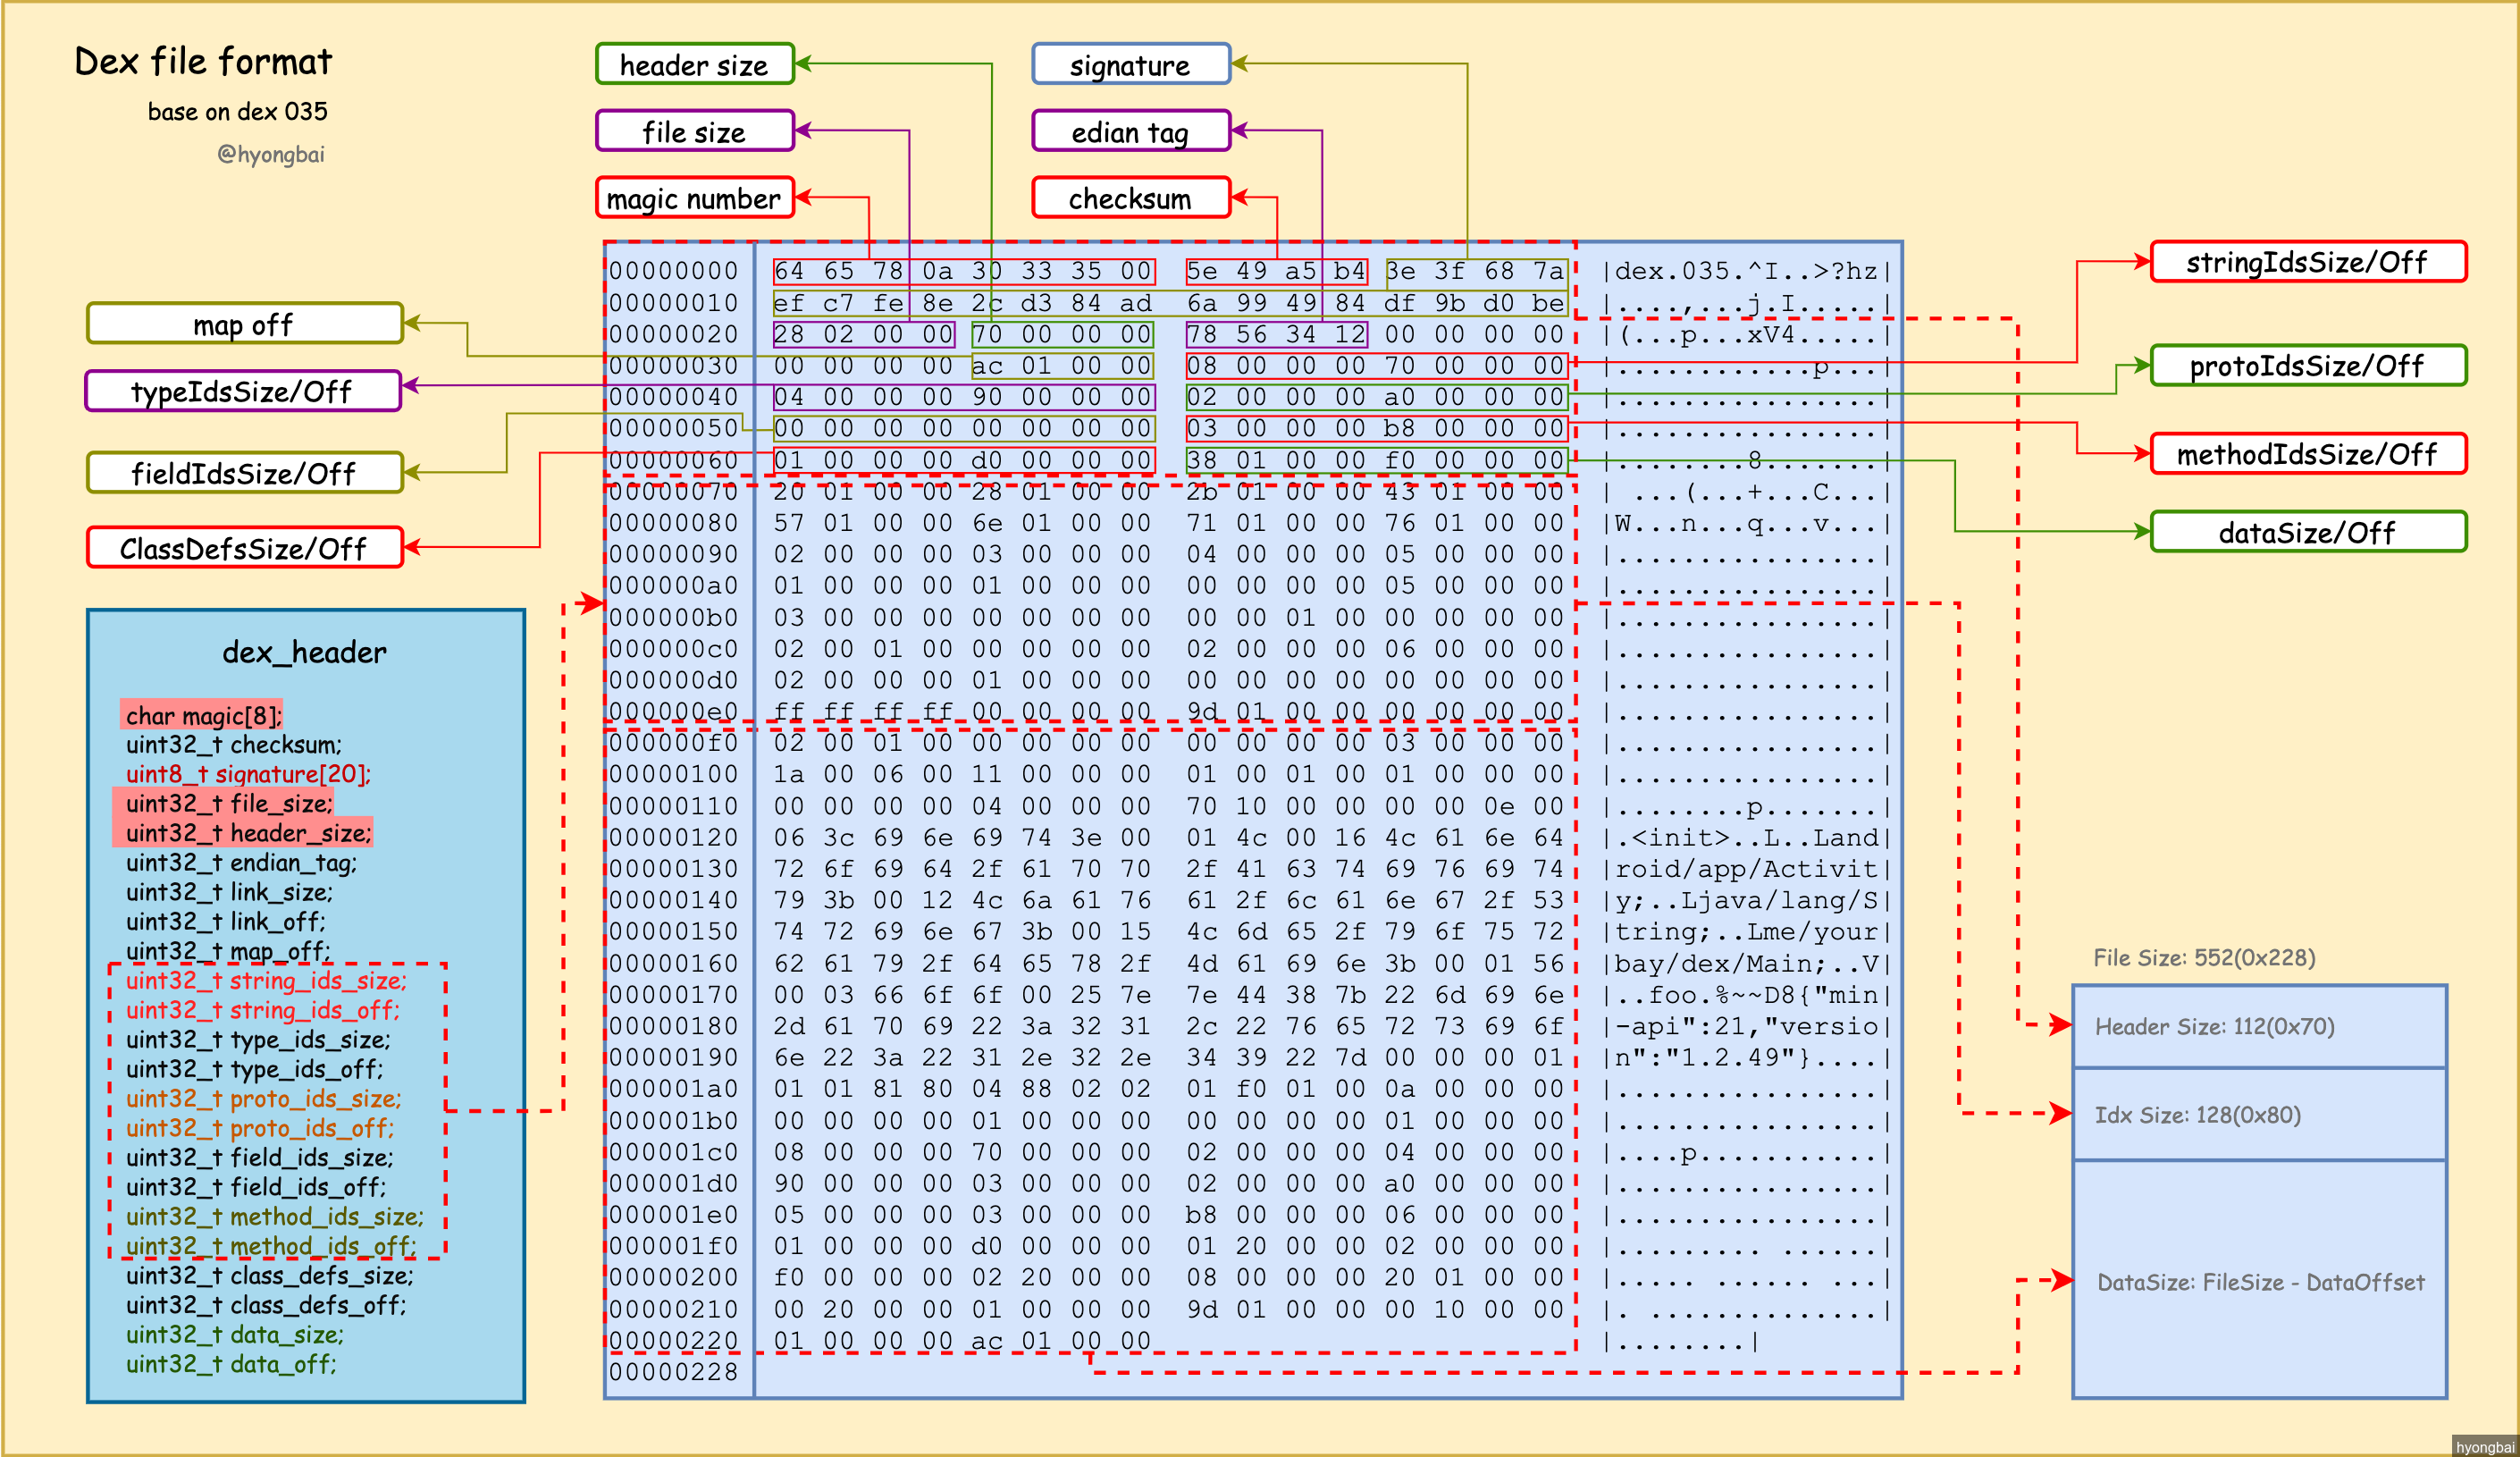 Dex file format
base on dex 035
@hyongbai
header size
file size
magic number
signature
edian tag
checksum
map off
typeIdsSize/Off
fieldIdsSize/Off
ClassDefsSize/Off
stringIdsSize/Off
protoIdsSize/Off
methodIdsSize/Off
dataSize/Off
dex_header
char magic[8];
uint32_t checksum;
uint8_t signature[20];
uint32_t file_size;
uint32_t header_size;
uint32_t endian_tag;
uint32_t link_size;
uint32_t link_off;
uint32_t map_off;
uint32_t string_ids_size;
uint32_t string_ids_off;
uint32_t type_ids_size;
uint32_t type_ids_off;
uint32_t proto_ids_size;
uint32_t proto_ids_off;
uint32_t field_ids_size;
uint32_t field_ids_off;
uint32_t method_ids_size;
uint32_t method_ids_off;
uint32_t class_defs_size;
uint32_t class_defs_off;
uint32_t data_size;
uint32_t data_off;
00000000 64 65 78 0a 30 33 35 00 5e 49 a5 b4 3e 3f 68 7a |dex.035.^I..>?hz|
00000010 ef c7 fe 8e 2c d3 84 ad 6a 99 49 84 df 9b d0 be |....,...j.I.....|
00000020 28 02 00 00 70 00 00 00 78 56 34 12 00 00 00 00 |(...p...xV4.....|
00000030 00 00 00 00 ac 01 00 00 08 00 00 00 70 00 00 00 |............p...|
00000040 04 00 00 00 90 00 00 00 02 00 00 00 a0 00 00 00 |................|
00000050 00 00 00 00 00 00 00 00 03 00 00 00 b8 00 00 00 |................|
00000060 01 00 00 00 d0 00 00 00 38 01 00 00 f0 00 00 00 |........8.......|
00000070 20 01 00 00 28 01 00 00 2b 01 00 00 43 01 00 00 | ...(...+...C...|
00000080 57 01 00 00 6e 01 00 00 71 01 00 00 76 01 00 00 |W...n...q...v...|
00000090 02 00 00 00 03 00 00 00 04 00 00 00 05 00 00 00 |................|
000000a0 01 00 00 00 01 00 00 00 00 00 00 00 05 00 00 00 |................|
000000b0 03 00 00 00 00 00 00 00 00 00 01 00 00 00 00 00 |................|
000000c0 02 00 01 00 00 00 00 00 02 00 00 00 06 00 00 00 |................|
000000d0 02 00 00 00 01 00 00 00 00 00 00 00 00 00 00 00 |................|
000000e0 ff ff ff ff 00 00 00 00 9d 01 00 00 00 00 00 00 |................|
000000f0 02 00 01 00 00 00 00 00 00 00 00 00 03 00 00 00 |................|
00000100 1a 00 06 00 11 00 00 00 01 00 01 00 01 00 00 00 |................|
00000110 00 00 00 00 04 00 00 00 70 10 00 00 00 00 0e 00 |........p.......|
00000120 06 3c 69 6e 69 74 3e 00 01 4c 00 16 4c 61 6e 64 |.<init>..L..Land|
00000130 72 6f 69 64 2f 61 70 70 2f 41 63 74 69 76 69 74 |roid/app/Activit|
00000140 79 3b 00 12 4c 6a 61 76 61 2f 6c 61 6e 67 2f 53 |y;..Ljava/lang/S|
00000150 74 72 69 6e 67 3b 00 15 4c 6d 65 2f 79 6f 75 72 |tring;..Lme/your|
00000160 62 61 79 2f 64 65 78 2f 4d 61 69 6e 3b 00 01 56 |bay/dex/Main;..V|
00000170 00 03 66 6f 6f 00 25 7e 7e 44 38 7b 22 6d 69 6e |..foo.%~~D8{"min|
00000180 2d 61 70 69 22 3a 32 31 2c 22 76 65 72 73 69 6f |-api":21,"versio|
00000190 6e 22 3a 22 31 2e 32 2e 34 39 22 7d 00 00 00 01 |n":"1.2.49"}....|
000001a0 01 01 81 80 04 88 02 02 01 f0 01 00 0a 00 00 00 |................|
000001b0 00 00 00 00 01 00 00 00 00 00 00 00 01 00 00 00 |................|
000001c0 08 00 00 00 70 00 00 00 02 00 00 00 04 00 00 00 |....p...........|
000001d0 90 00 00 00 03 00 00 00 02 00 00 00 a0 00 00 00 |................|
000001e0 05 00 00 00 03 00 00 00 b8 00 00 00 06 00 00 00 |................|
000001f0 01 00 00 00 d0 00 00 00 01 20 00 00 02 00 00 00 |......... ......|
00000200 f0 00 00 00 02 20 00 00 08 00 00 00 20 01 00 00 |..... ...... ...|
00000210 00 20 00 00 01 00 00 00 9d 01 00 00 00 10 00 00 |. ..............|
00000220 01 00 00 00 ac 01 00 00 |........|
00000228
File Size: 552(0x228)
Header Size: 112(0x70)
Idx Size: 128(0x80)
DataSize: FileSize - DataOffset
hyongbai